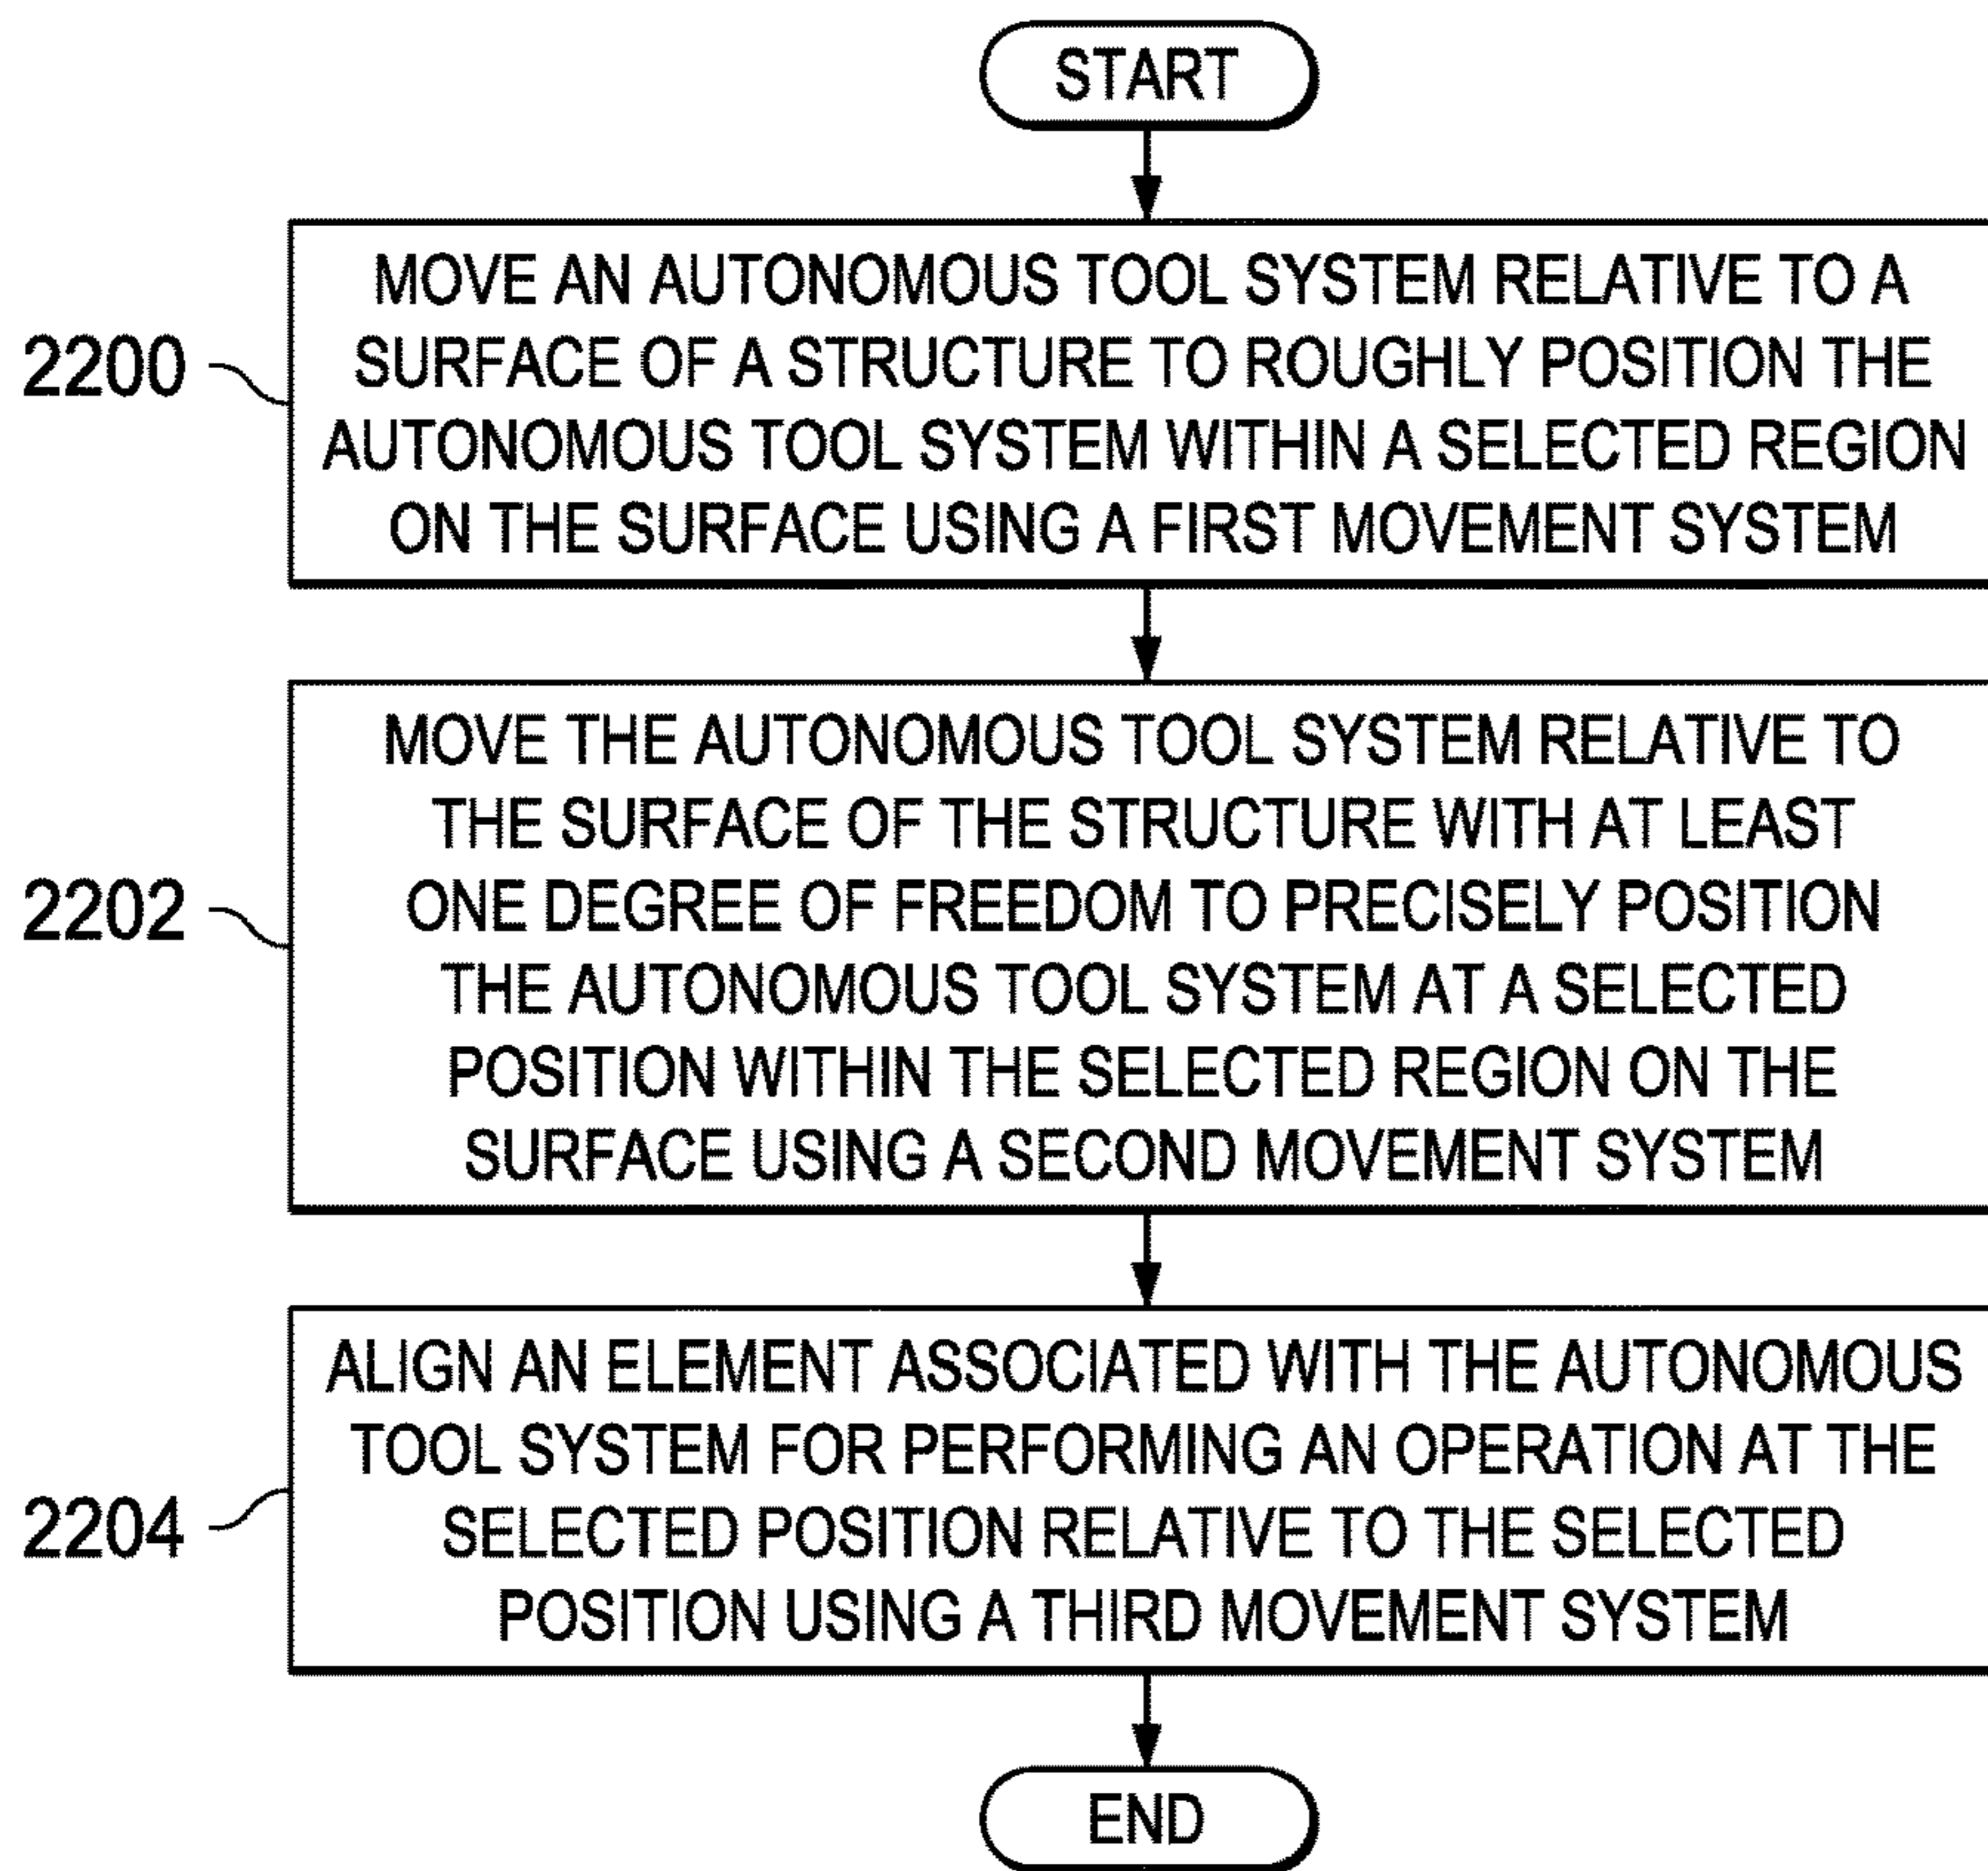 START
2200
MOVE AN AUTONOMOUS TOOL SYSTEM RELATIVE TO A
SURFACE OF A STRUCTURE TO ROUGHLY POSITION THE
AUTONOMOUS TOOL SYSTEM WITHIN A SELECTED REGION
ON THE SURFACE USING A FIRST MOVEMENT SYSTEM
2202
MOVE THE AUTONOMOUS TOOL SYSTEM RELATIVE TO
THE SURFACE OF THE STRUCTURE WITH AT LEAST
ONE DEGREE OF FREEDOM TO PRECISELY POSITION
THE AUTONOMOUS TOOL SYSTEM AT A SELECTED
POSITION WITHIN THE SELECTED REGION ON THE
SURFACE USING A SECOND MOVEMENT SYSTEM
2204
ALIGN AN ELEMENT ASSOCIATED WITH THE AUTONOMOUS
TOOL SYSTEM FOR PERFORMING AN OPERATION AT THE
SELECTED POSITION RELATIVE TO THE SELECTED
POSITION USING A THIRD MOVEMENT SYSTEM
END